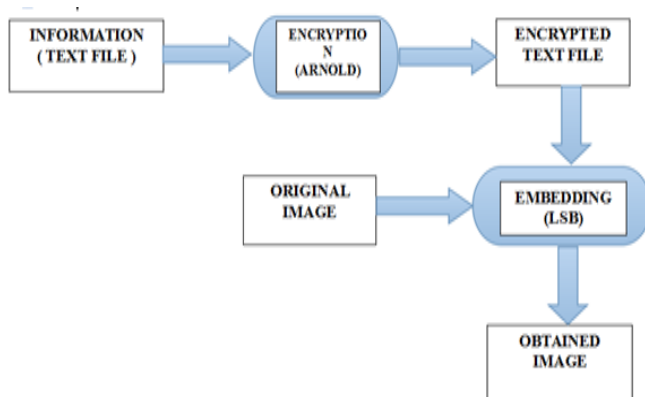 INFORMATION
( TEXT FILE )
ENCRYPTIO
N
(ARNOLD)
ENCRYPTED
TEXT FILE
ORIGINAL
IMAGE
EMBEDDING
(LSB)
OBTAINED
IMAGE